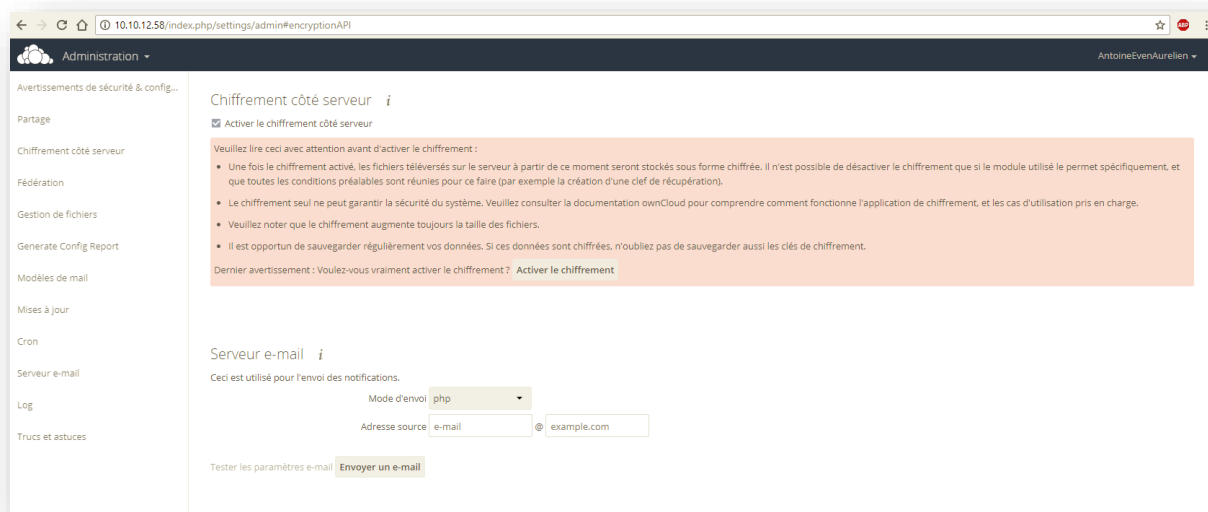 10.10.12.58/index.php/settings/admin#encryptionAPI
ABP
Administration
AntoineEvenAurelien
Avertissements de sécurité & config...
Partage
Chiffrement côté serveur
Fédération
Gestion de fichiers
Generate Config Report
Modèles de mail
Mises à jour
Cron
Serveur e-mail
Log
Trucs et astuces
Chiffrement côté serveur i
Activer le chiffrement côté serveur
Veuillez lire ceci avec attention avant d'activer le chiffrement :
• Une fois le chiffrement activé, les fichiers téléversés sur le serveur à partir de ce moment seront stockés sous forme chiffrée. Il n'est possible de désactiver le chiffrement que si le module utilisé le permet spécifiquement, et
que toutes les conditions préalables sont réunies pour ce faire (par exemple la création d'une clef de récupération).
• Le chiffrement seul ne peut garantir la sécurité du système. Veuillez consulter la documentation ownCloud pour comprendre comment fonctionne l'application de chiffrement, et les cas d'utilisation pris en charge.
• Veuillez noter que le chiffrement augmente toujours la taille des fichiers.
• Il est opportun de sauvegarder régulièrement vos données. Si ces données sont chiffrées, n'oubliez pas de sauvegarder aussi les clés de chiffrement.
Dernier avertissement : Voulez-vous vraiment activer le chiffrement ? Activer le chiffrement
Serveur e-mail i
Ceci est utilisé pour l'envoi des notifications.
Mode d'envoi php
Adresse source e-mail @ example.com
Tester les paramètres e-mail Envoyer un e-mail